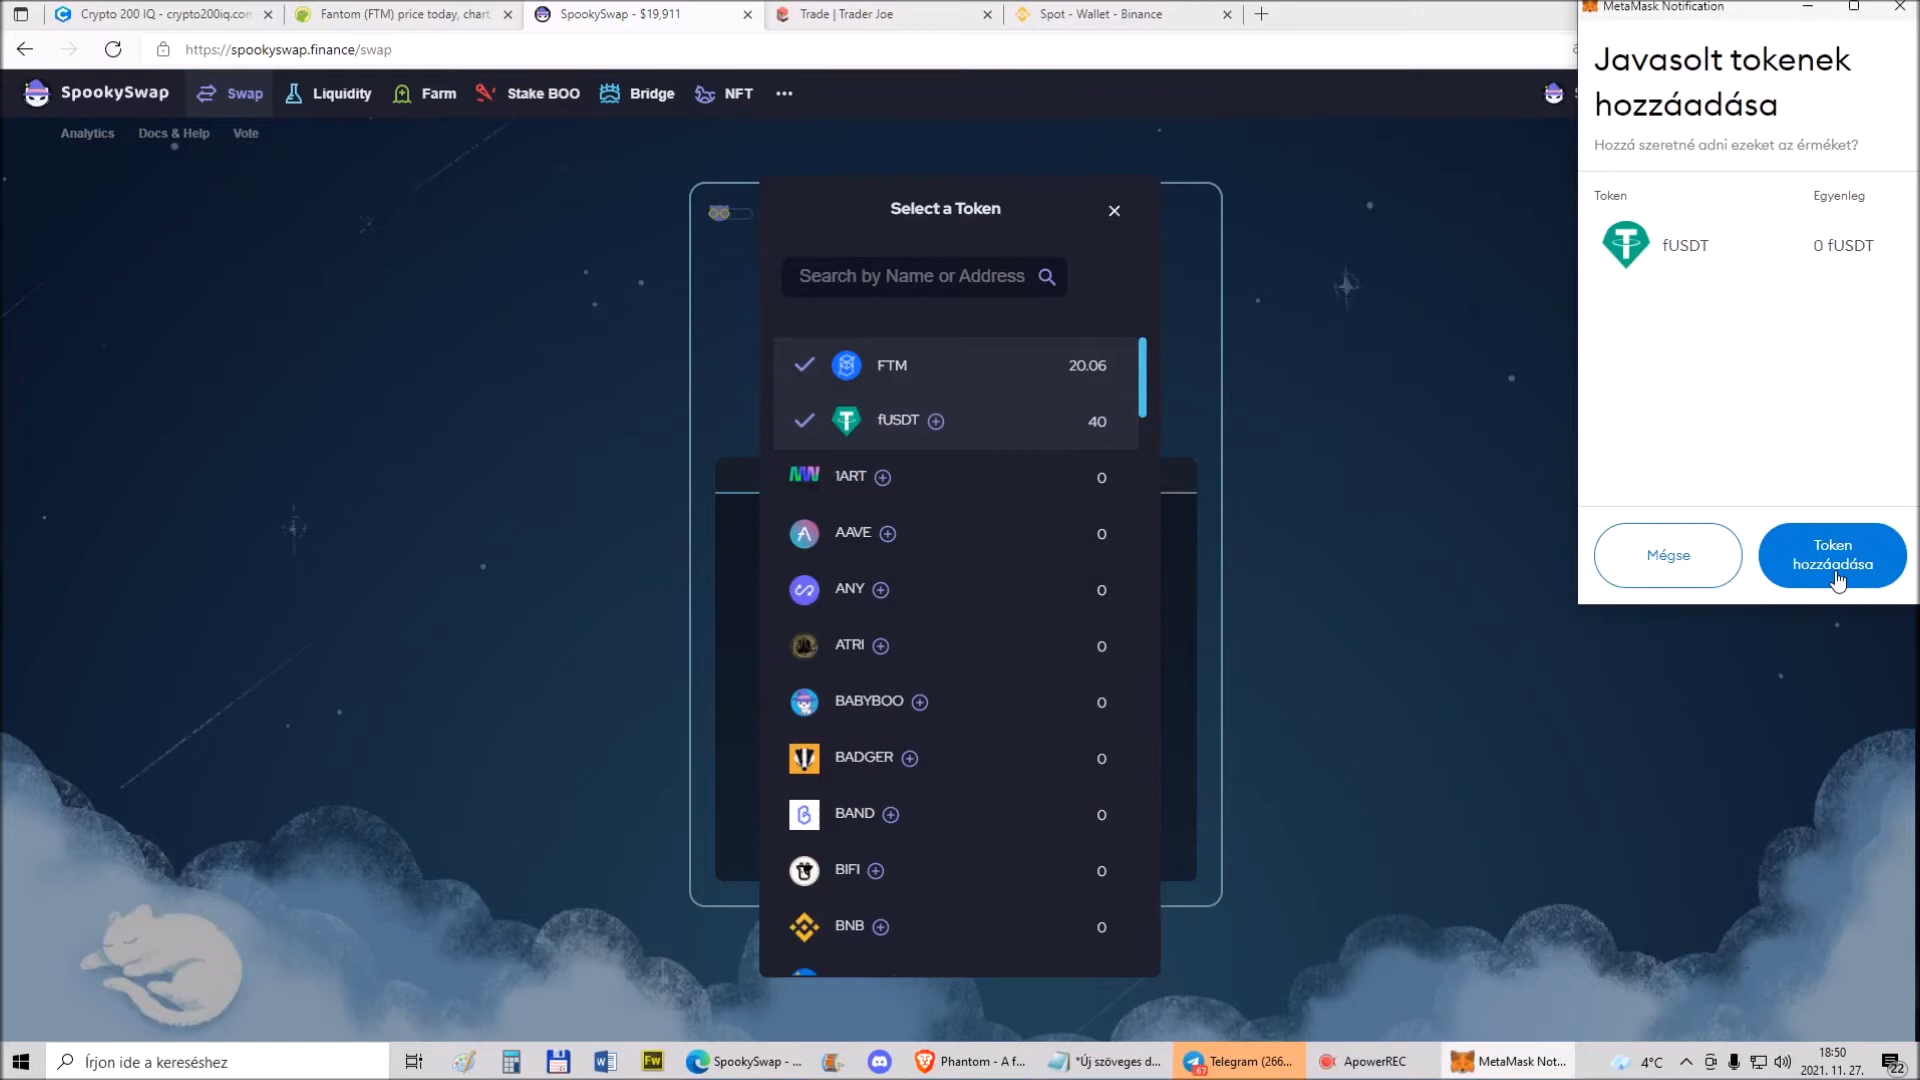 Crypto 200 IQ - crypto200iq.con
Fantom (FTM) price today, chart,
SpookySwap - $19,911
Trade | Trader Joe
Spot - Wallet - Binance
MetaMask Notification
https://spookyswap.finance/swap
SpookySwap
Swap
Liquidity
Farm
Stake BOO
Bridge
NFT
Analytics
Docs & Help
Vote
Select a Token
Search by Name or Address
FTM 20.06
fUSDT 40
1ART 0
AAVE 0
ANY 0
ATRI 0
BABYBOO 0
BADGER 0
BAND 0
BIFI 0
BNB 0
Javasolt tokenek
hozzáadása
Hozzá szeretné adni ezeket az érméket?
Token Egyenleg
fUSDT 0 fUSDT
Mégse
Token
hozzáadása
Írjon ide a kereséshez
FW
SpookySwap - ...
Phantom - A f...
*Új szöveges d...
.67
Telegram (266...
ApowerREC
MetaMask Not...
4°C
18:50
2021. 11. 27.
22